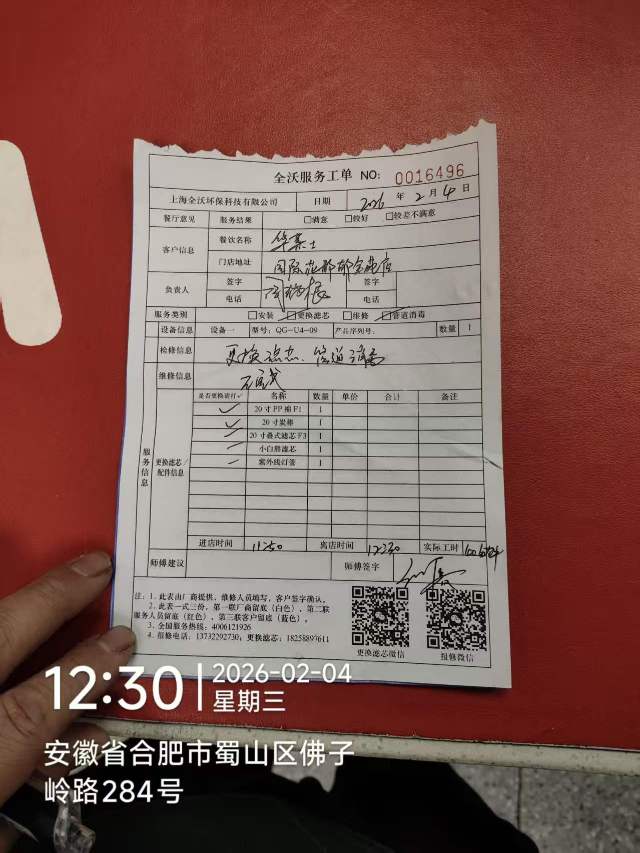 全沃服务工单 NO: 0016496
上海全沃环保科技有限公司 日期 2026 年 2 月 4 日
餐厅意见 服务结果 □满意 □较好 □较差不满意
客户信息 餐饮名称 华莱士
门店地址 国际
负责人 签字 签字
电话 电话
服务类别 □安装 □更换滤芯 □维修 □管道消毒
设备信息 设备一 型号: QG-U4-09 产品序列号: 数量 1
检修信息 更换滤芯、管道消毒
维修信息 已完成
服务信息 更换滤芯/配件信息
是否更换请打✓ 名称 数量 单价 合计 备注
✓ 20寸PP棉F1 1
✓ 20寸炭棒 1
✓ 20寸叠式滤芯F3 1
小白膜滤芯 1
紫外线灯管 1
进店时间 11:50 离店时间 12:30 实际工时
师傅建议 师傅签字
注: 1. 此表由厂商提供、维修人员填写，客户签字确认。
2. 此表一式三份，第一联厂商留底（白色）、第二联
服务人员留底（红色）、第三联客户留底（蓝色）。
3. 全国服务热线: 4006121926
4. 报修电话: 13732292730; 更换滤芯: 18258897611
更换滤芯微信 报修微信
12:30 2026-02-04
星期三
安徽省合肥市蜀山区佛子
岭路284号